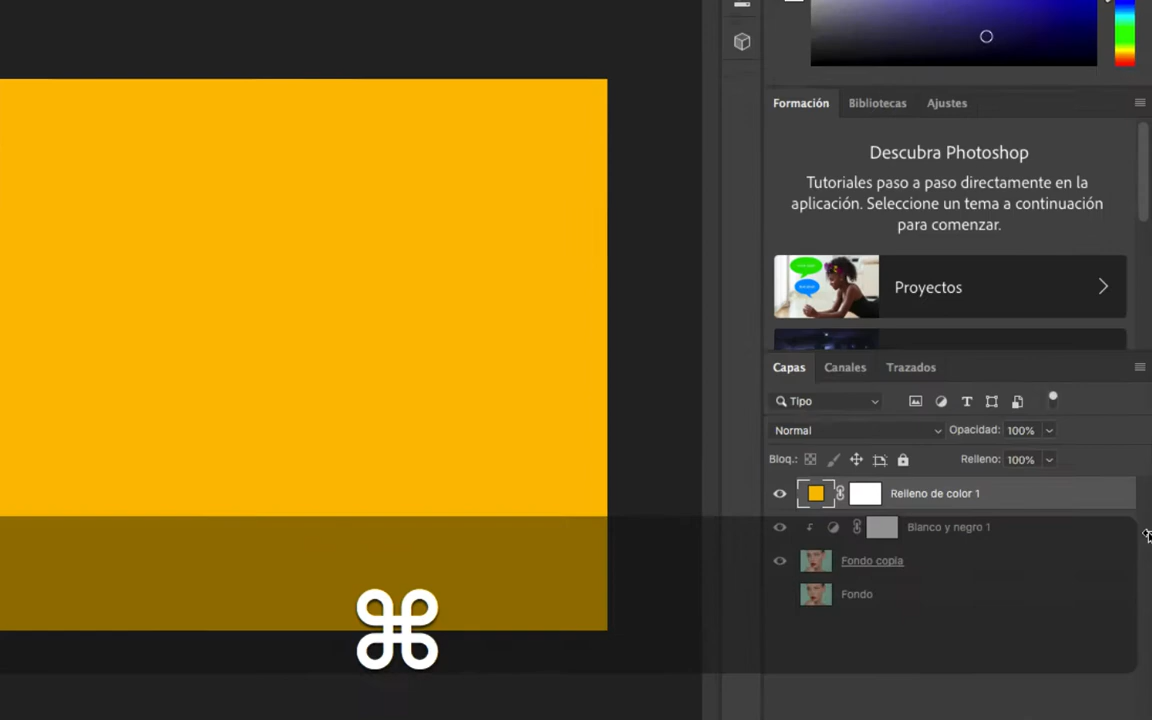 Formación Bibliotecas Ajustes
Descubra Photoshop
Tutoriales paso a paso directamente en la
aplicación. Seleccione un tema a continuación
para comenzar.
Proyectos
Capas Canales Trazados
Tipo
Normal Opacidad: 100%
Bloq.: Relleno: 100%
Relleno de color 1
Blanco y negro 1
Fondo copia
Fondo
⌘